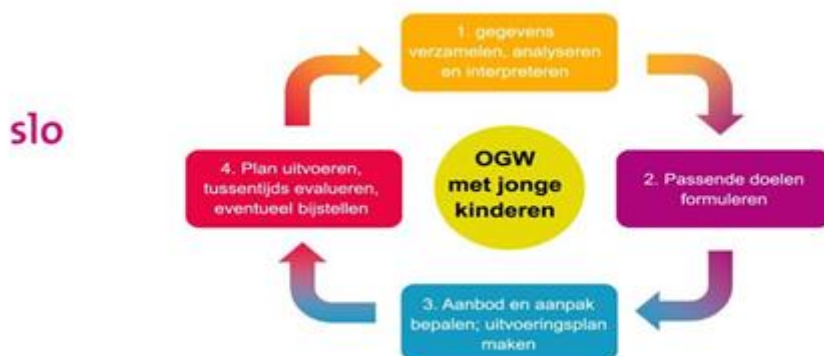 slo
1. gegevens
verzamelen, analyseren
en interpreteren
2. Passende doelen
formuleren
3. Aanbod en aanpak
bepalen; uitvoeringsplan
maken
4. Plan uitvoeren,
tussentijds evalueren,
eventueel bijstellen
OGW
met jonge
kinderen